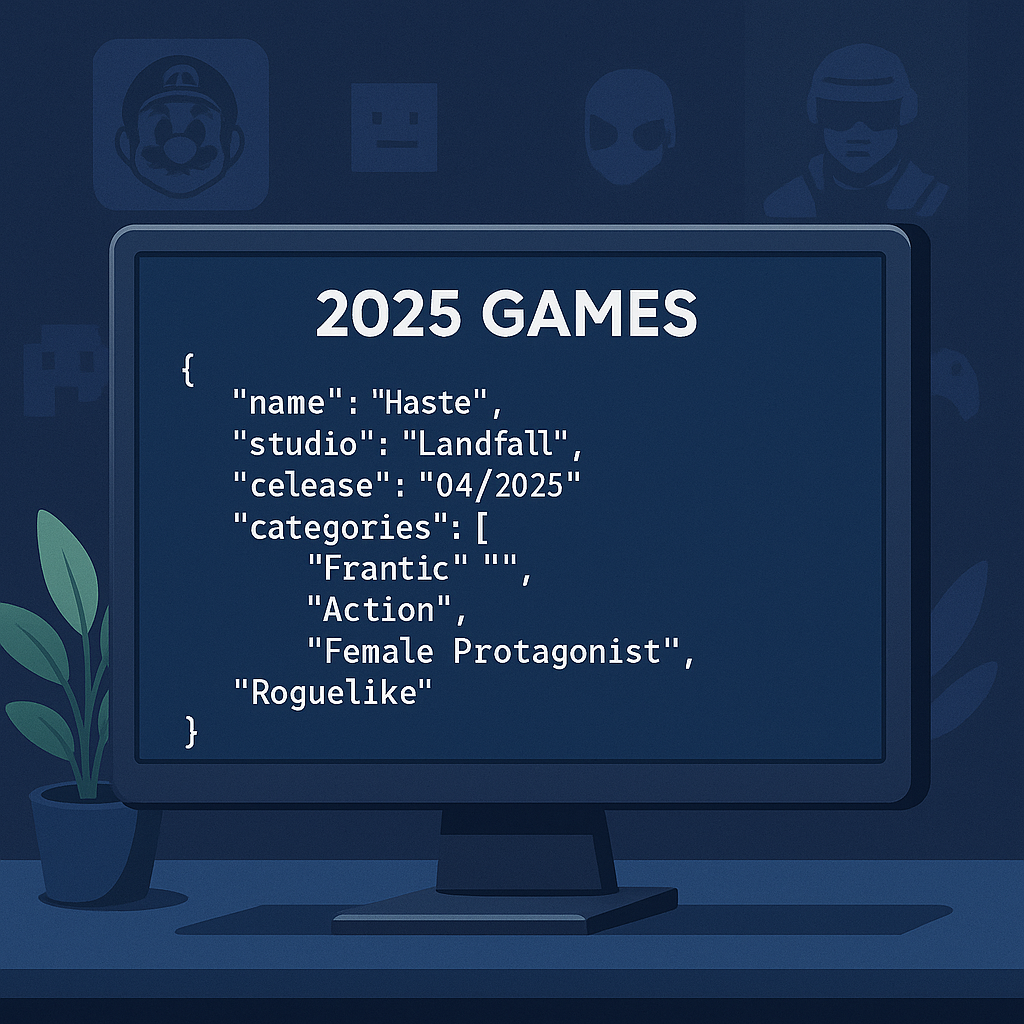 2025 GAMES
{
"name": "Haste",
"studio": "Landfall",
"celease": "04/2025"
"categories": [
"Frantic" "",
"Action",
"Female Protagonist",
"Roguelike"
}